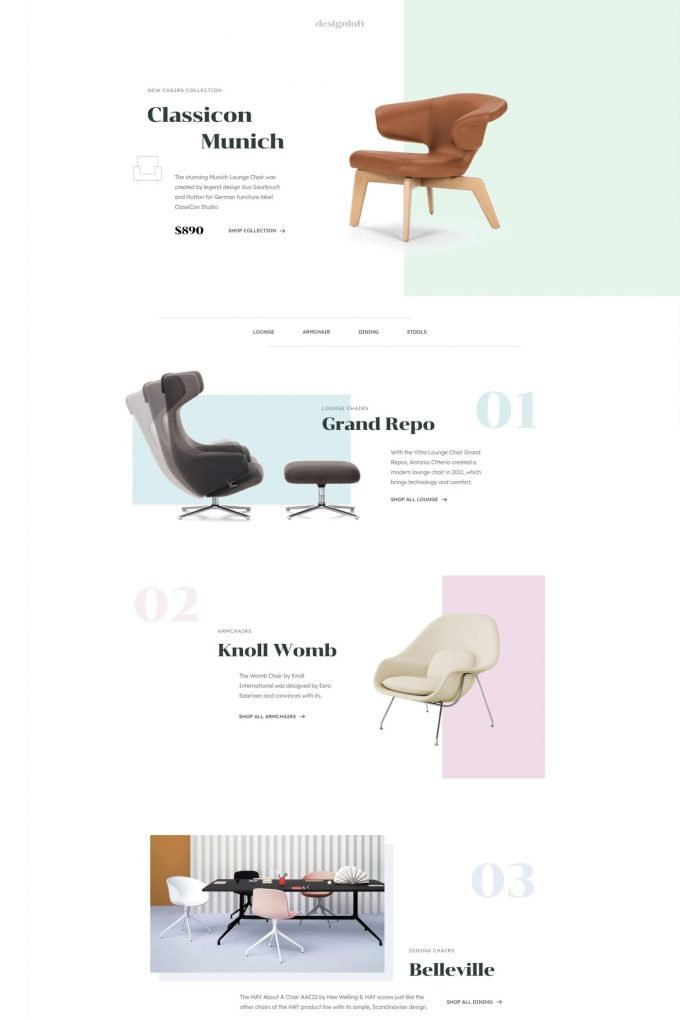 designloft
NEW CHAIRS COLLECTION
Classicon
Munich
The stunning Munich Lounge Chair was
created by legend design duo Saurbruch
and Hutton for German furniture label
ClassiCon Studio.
$890
SHOP COLLECTION →
LOUNGE ARMCHAIR DINING STOOLS
01
LOUNGE CHAIRS
Grand Repo
With the Vitra Lounge Chair Grand
Repos, Antonio Citterio created a
modern lounge chair in 2011, which
brings technology and comfort.
SHOP ALL LOUNGE →
02
ARMCHAIRS
Knoll Womb
The Womb Chair by Knoll
International was designed by Eero
Saarinen and convinces with its.
SHOP ALL ARMCHAIRS →
03
DINING CHAIRS
Belleville
The HAY About A Chair AAC22 by Hee Welling & HAY scores just like the
other chairs of the HAY product line with its simple, Scandinavian design.
SHOP ALL DINING →